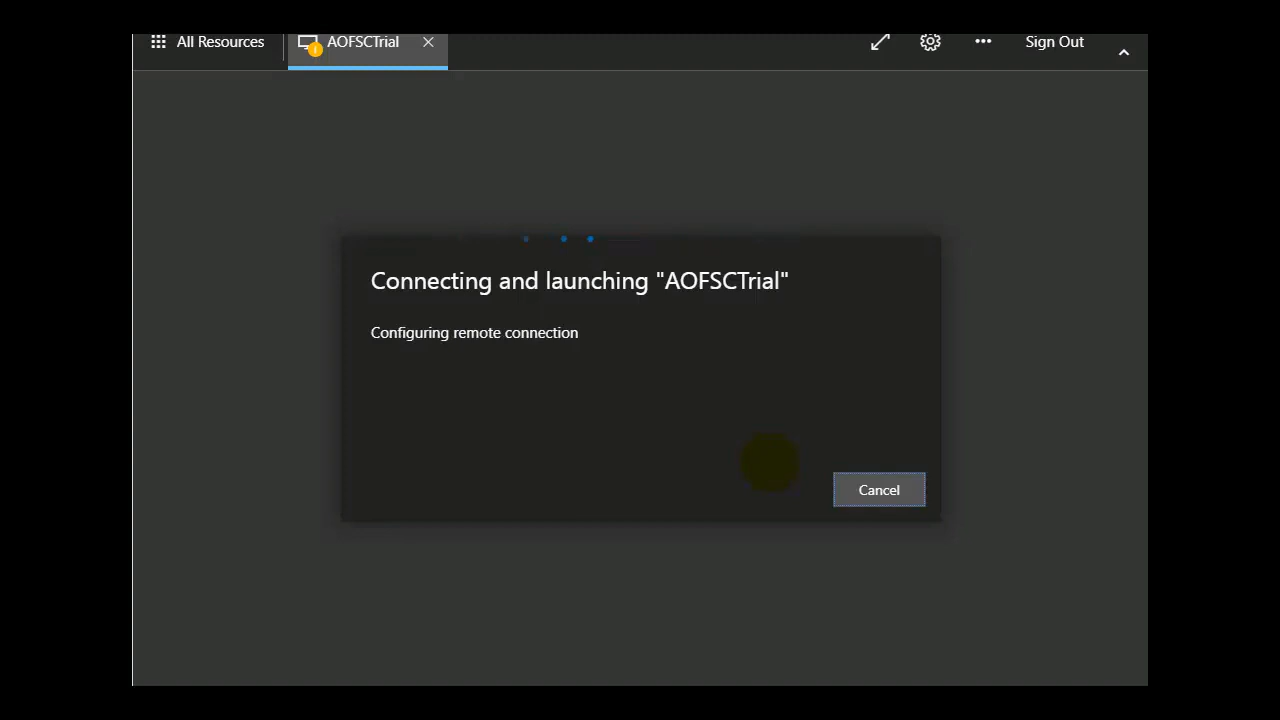 All Resources
AOFSCTrial
Sign Out
Connecting and launching "AOFSCTrial"
Configuring remote connection
Cancel